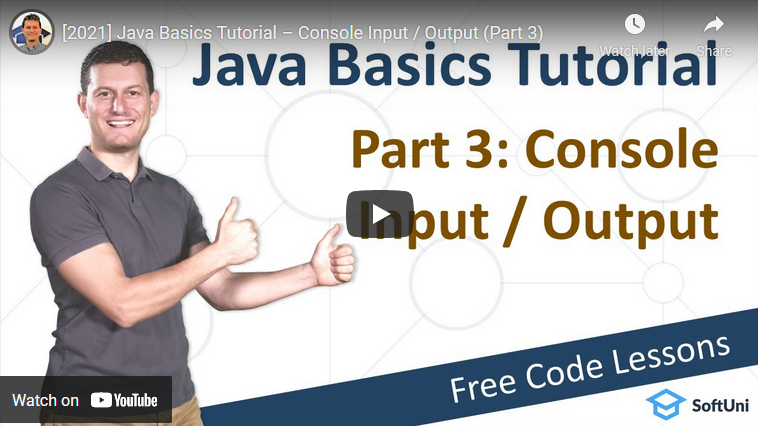 [2021] Java Basics Tutorial – Console Input / Output (Part 3)
Watch later
Share
Java Basics Tutorial
Part 3: Console
Input / Output
Free Code Lessons
Watch on YouTube
SoftUni